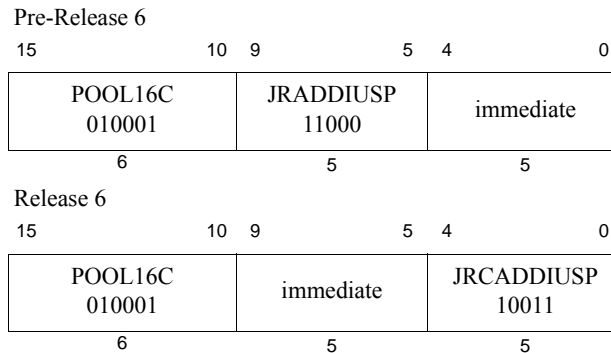 Pre-Release 6
15 10 9 5 4 0
POOL16C JRADDIUSP immediate
010001 11000
6 5 5
Release 6
15 10 9 5 4 0
POOL16C immediate JRCADDIUSP
010001 10011
6 5 5